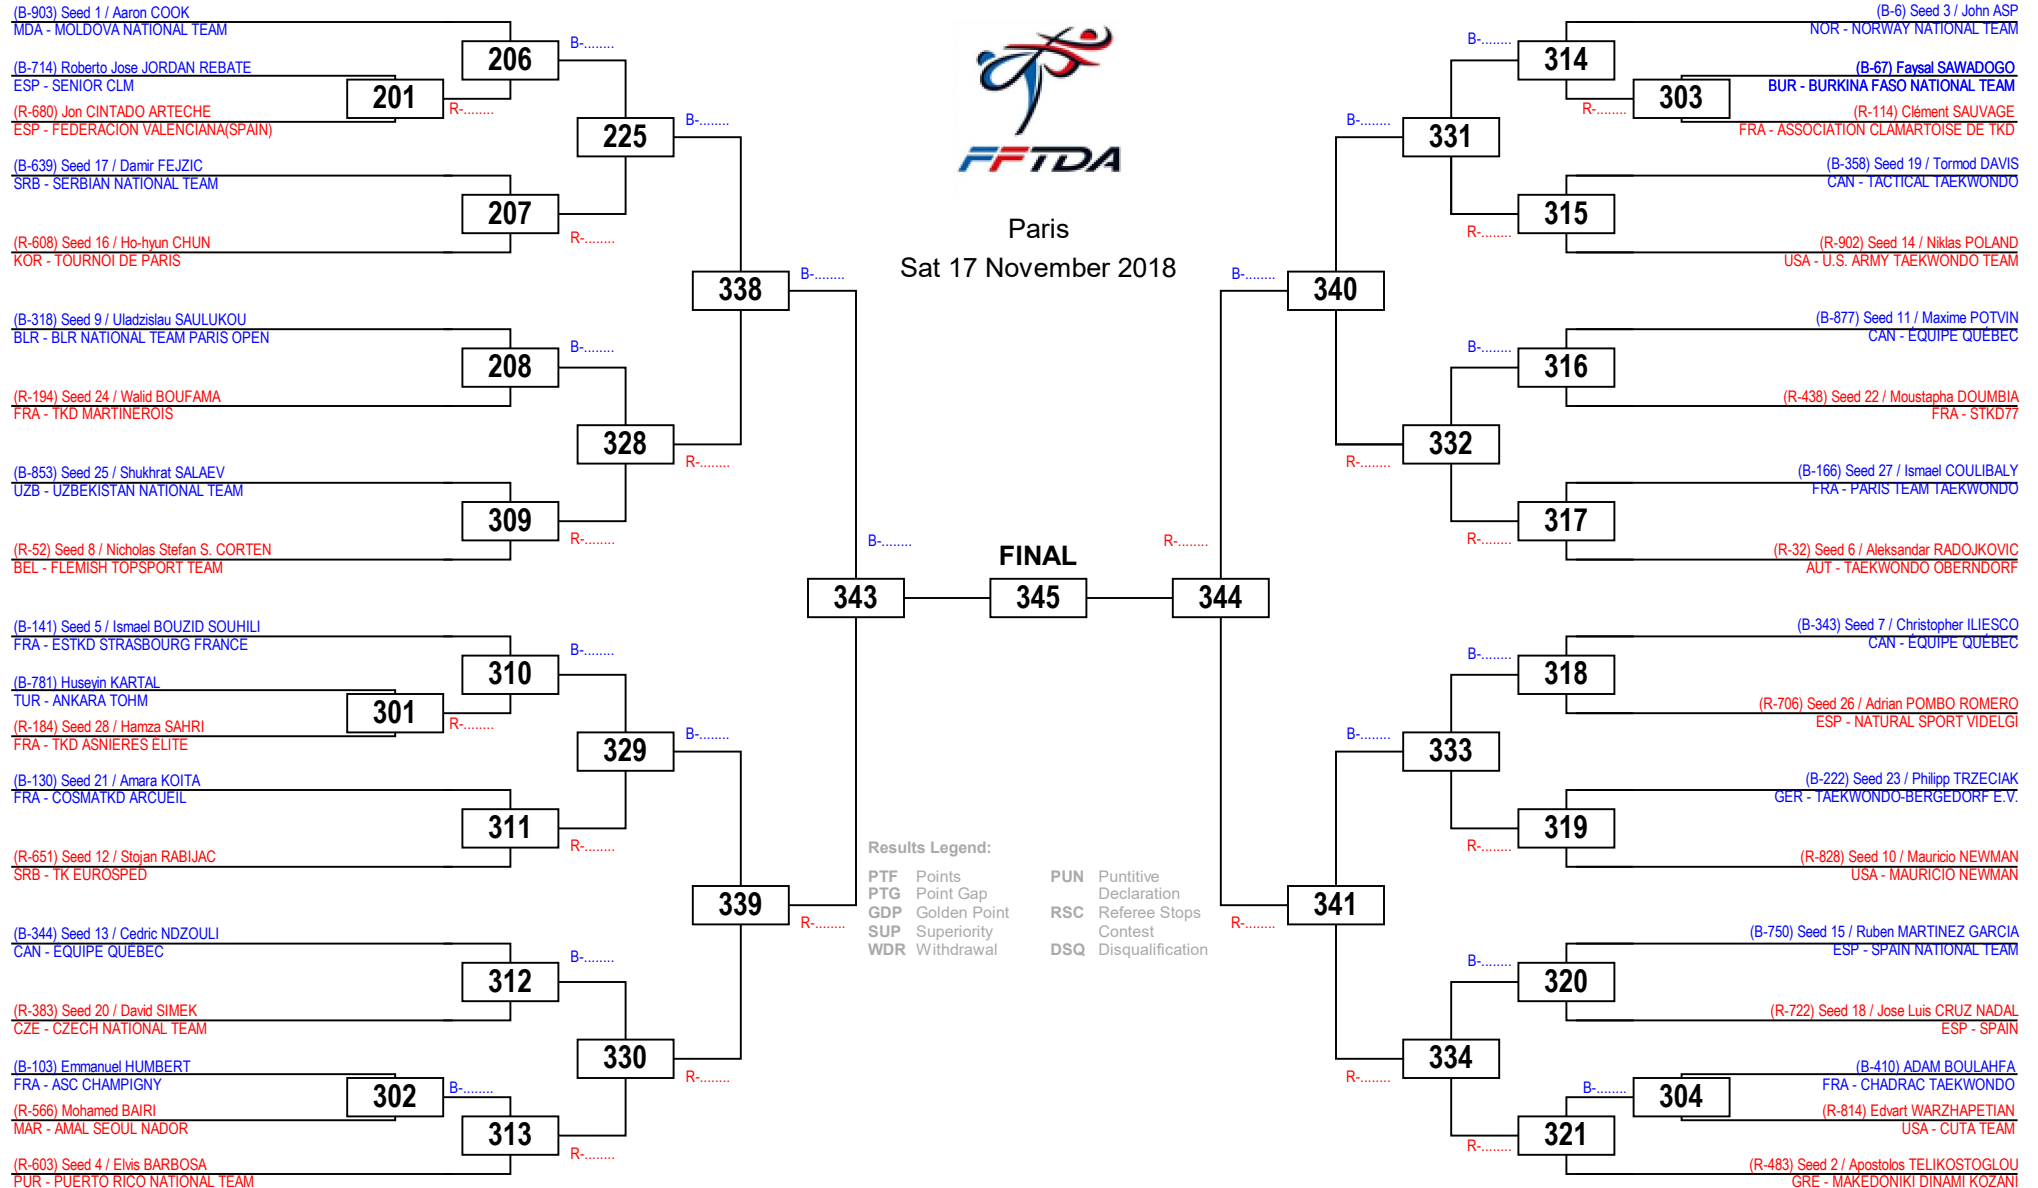 (B-903) Seed 1 / Aaron COOK
MDA - MOLDOVA NATIONAL TEAM
206
B-........
(B-714) Roberto Jose JORDAN REBATE
ESP - SENIOR CLM
201
R-........
(R-680) Jon CINTADO ARTECHE
ESP - FEDERACIÓN VALENCIANA(SPAIN)
225
B-........
(B-639) Seed 17 / Damir FEJZIC
SRB - SERBIAN NATIONAL TEAM
207
R-........
(R-608) Seed 16 / Ho-hyun CHUN
KOR - TOURNOI DE PARIS
338
B-........
(B-318) Seed 9 / Uladzislau SAULUKOU
BLR - BLR NATIONAL TEAM PARIS OPEN
208
B-........
(R-194) Seed 24 / Walid BOUFAMA
FRA - TKD MARTINEROIS
328
R-........
(B-853) Seed 25 / Shukhrat SALAEV
UZB - UZBEKISTAN NATIONAL TEAM
309
R-........
(R-52) Seed 8 / Nicholas Stefan S. CORTEN
BEL - FLEMISH TOPSPORT TEAM
B-........
343
(B-141) Seed 5 / Ismael BOUZID SOUHILI
FRA - ESTKD STRASBOURG FRANCE
310
B-........
(B-781) Huseyin KARTAL
TUR - ANKARA TOHM
301
R-........
(R-184) Seed 28 / Hamza SAHRI
FRA - TKD ASNIERES ÉLITE
329
B-........
(B-130) Seed 21 / Amara KOITA
FRA - COSMATKD ARCUEIL
311
R-........
(R-651) Seed 12 / Stojan RABIJAC
SRB - TK EUROSPED
339
R-........
(B-344) Seed 13 / Cedric NDZOULI
CAN - ÉQUIPE QUÉBEC
312
B-........
(R-383) Seed 20 / David SIMEK
CZE - CZECH NATIONAL TEAM
330
R-........
(B-103) Emmanuel HUMBERT
FRA - ASC CHAMPIGNY
302
B-........
(R-566) Mohamed BAIRI
MAR - AMAL SEOUL NADOR
313
R-........
(R-603) Seed 4 / Elvis BARBOSA
PUR - PUERTO RICO NATIONAL TEAM
FFTDA
Paris
Sat 17 November 2018
FINAL
345
Results Legend:
PTF Points
PTG Point Gap
GDP Golden Point
SUP Superiority
WDR Withdrawal
PUN Puntitive
Declaration
RSC Referee Stops
Contest
DSQ Disqualification
(B-6) Seed 3 / John ASP
NOR - NORWAY NATIONAL TEAM
B-........
314
(B-67) Faysal SAWADOGO
BUR - BURKINA FASO NATIONAL TEAM
R-........
303
(R-114) Clément SAUVAGE
FRA - ASSOCIATION CLAMARTOISE DE TKD
B-........
331
(B-358) Seed 19 / Tormod DAVIS
CAN - TACTICAL TAEKWONDO
315
R-........
(R-902) Seed 14 / Niklas POLAND
USA - U.S. ARMY TAEKWONDO TEAM
B-........
340
(B-877) Seed 11 / Maxime POTVIN
CAN - ÉQUIPE QUÉBEC
B-........
316
(R-438) Seed 22 / Moustapha DOUMBIA
FRA - STKD77
332
R-........
(B-166) Seed 27 / Ismael COULIBALY
FRA - PARIS TEAM TAEKWONDO
317
R-........
(R-32) Seed 6 / Aleksandar RADOJKOVIC
AUT - TAEKWONDO OBERNDORF
R-........
344
(B-343) Seed 7 / Christopher ILIESCO
CAN - ÉQUIPE QUÉBEC
B-........
318
(R-706) Seed 26 / Adrian POMBO ROMERO
ESP - NATURAL SPORT VIDELGI
B-........
333
(B-222) Seed 23 / Philipp TRZECIAK
GER - TAEKWONDO-BERGEDORF E.V.
319
R-........
(R-828) Seed 10 / Mauricio NEWMAN
USA - MAURICIO NEWMAN
341
R-........
(B-750) Seed 15 / Ruben MARTINEZ GARCIA
ESP - SPAIN NATIONAL TEAM
B-........
320
(R-722) Seed 18 / Jose Luis CRUZ NADAL
ESP - SPAIN
334
R-........
(B-410) ADAM BOULAHFA
FRA - CHADRAC TAEKWONDO
B-........
304
(R-814) Edvart WARZHAPETIAN
USA - CUTA TEAM
321
R-........
(R-483) Seed 2 / Apostolos TELIKOSTOGLOU
GRE - MAKEDONIKI DINAMI KOZANI